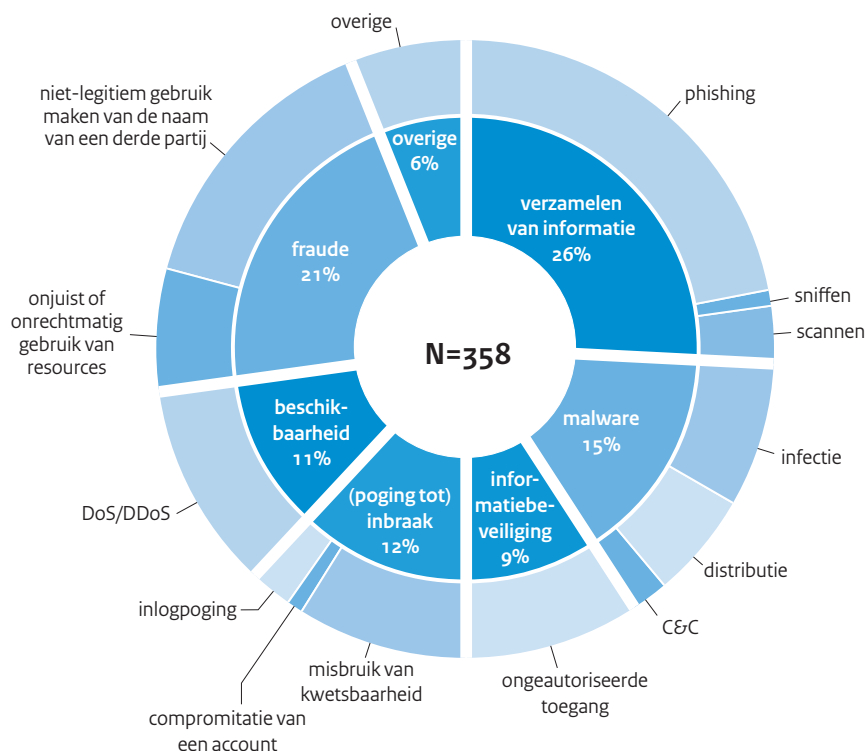 overige
niet-legitiem gebruik
maken van de naam
van een derde partij
phishing
overige
6%
verzamelen
van informatie
26%
fraude
21%
sniffen
scannen
onjuist of
onrechtmatig
gebruik van
resources
N=358
beschik-
baarheid
11%
malware
15%
infectie
(poging tot)
inbraak
12%
infor-
matiebe-
veiliging
9%
DoS/DDoS
distributie
inlogpoging
C&C
misbruik van
kwetsbaarheid
ongeautoriseerde
toegang
compromitatie van
een account